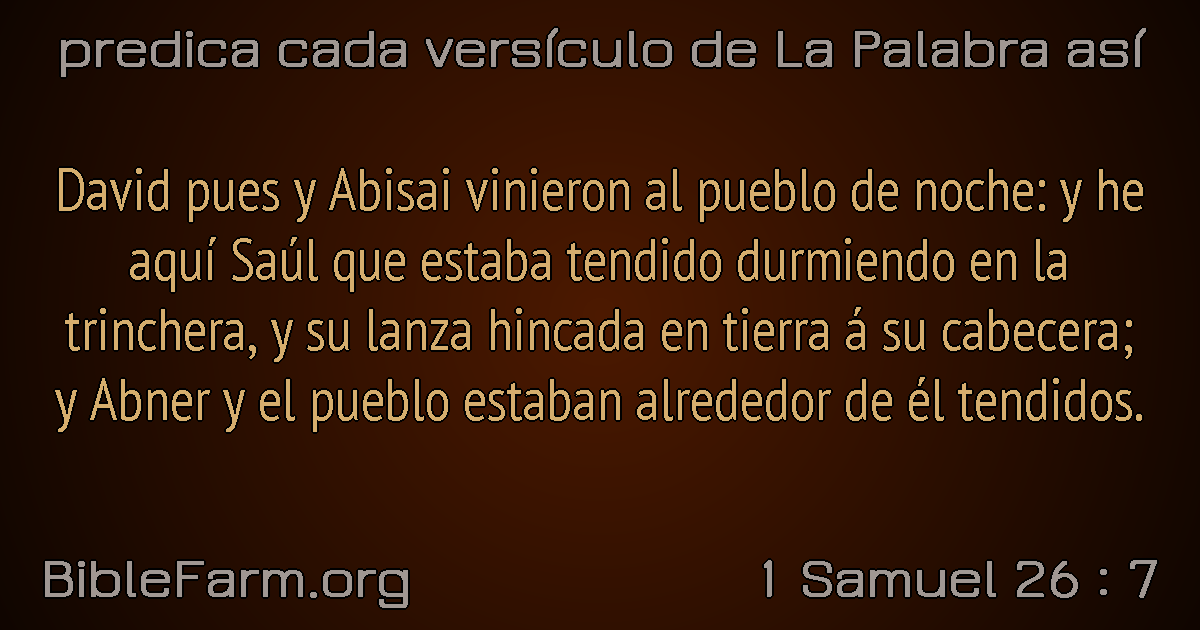 predica cada versículo de La Palabra así
David pues y Abisai vinieron al pueblo de noche: y he
aquí Saúl que estaba tendido durmiendo en la
trinchera, y su lanza hincada en tierra á su cabecera;
y Abner y el pueblo estaban alrededor de él tendidos.
BibleFarm.org
1 Samuel 26 : 7